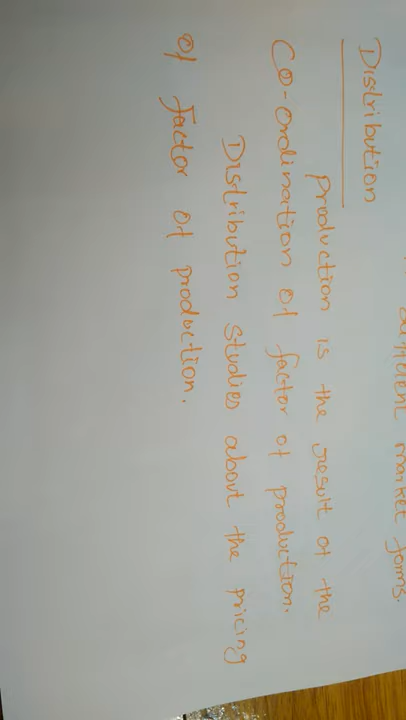 different market forms.
Distribution
Production is the result of the
Co-ordination of factor of production.
Distribution studies about the pricing
of factor of production.